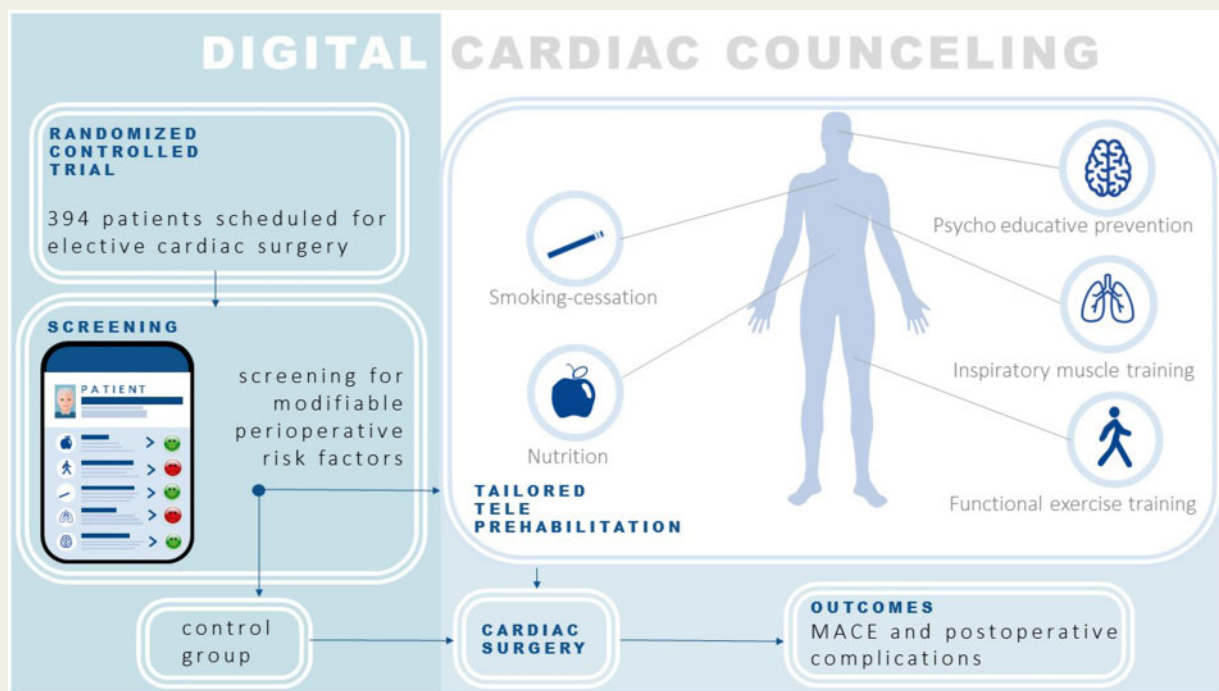 DIGITAL CARDIAC COUNCELING
RANDOMIZED
CONTROLLED
TRIAL
394 patients scheduled for
elective cardiac surgery
SCREENING
PATIENT
screening for
modifiable
perioperative
risk factors
control
group
Smoking-cessation
Nutrition
Psycho educative prevention
Inspiratory muscle training
Functional exercise training
TAILORED
TELE
PREHABILITATION
CARDIAC
SURGERY
OUTCOMES
MACE and postoperative
complications